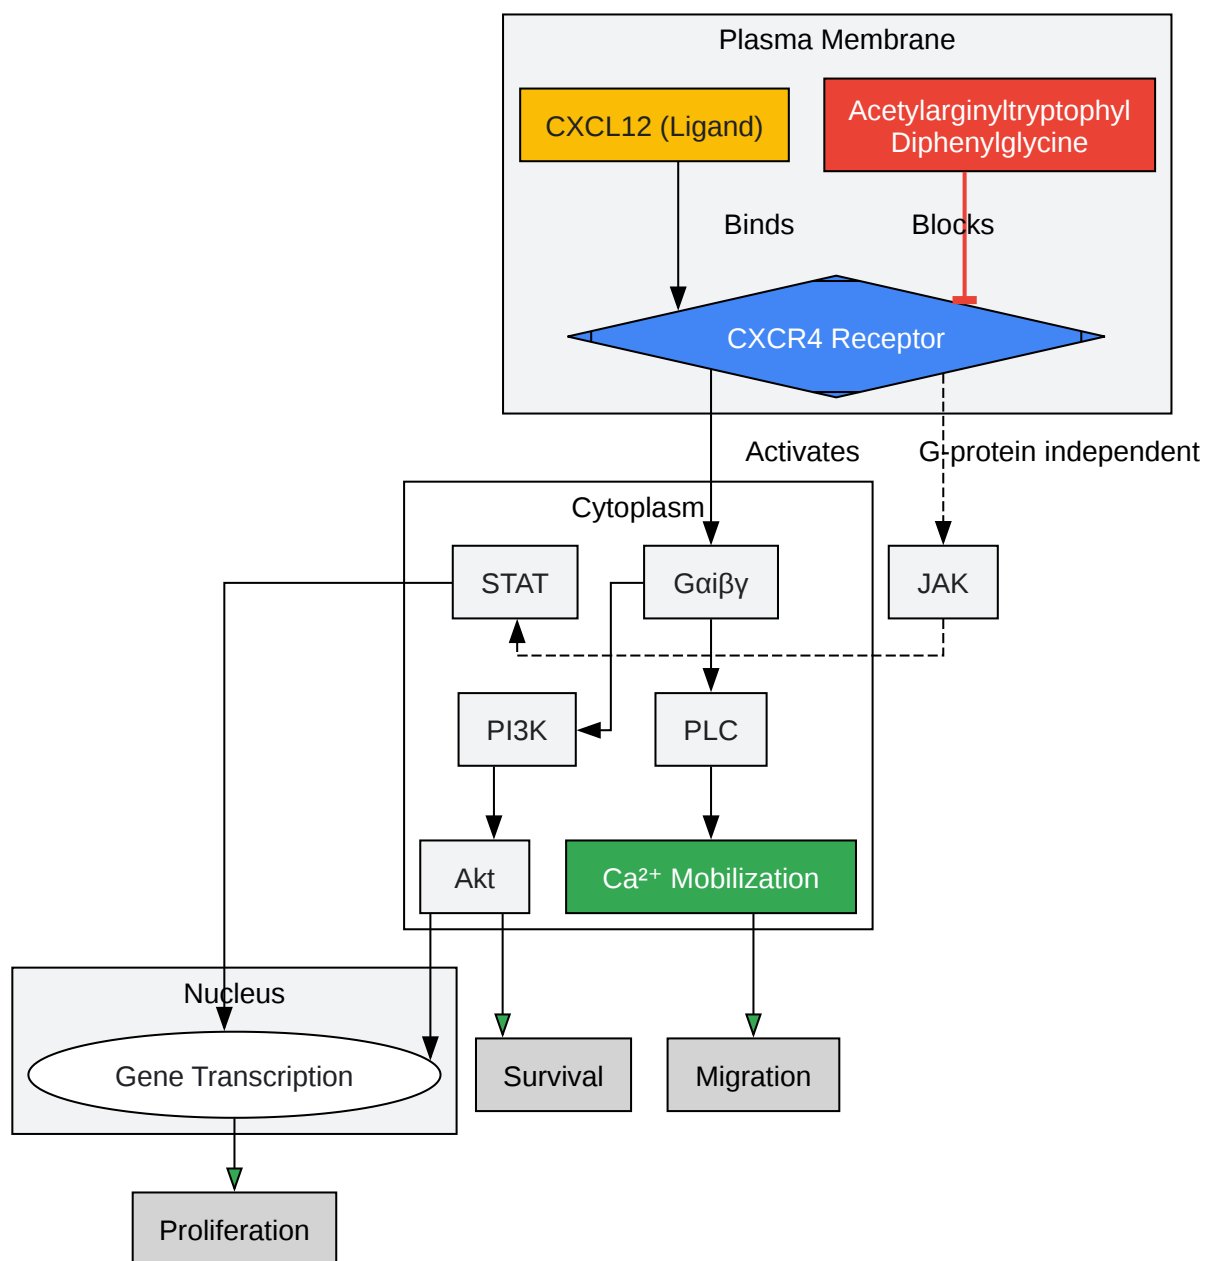 Plasma Membrane
CXCL12 (Ligand)
Acetylarginyltryptophyl
Diphenylglycine
Binds
Blocks
CXCR4 Receptor
Activates
G-protein independent
Cytoplasm
STAT
Gαiβγ
JAK
PI3K
PLC
Akt
Ca²⁺ Mobilization
Nucleus
Gene Transcription
Survival
Migration
Proliferation